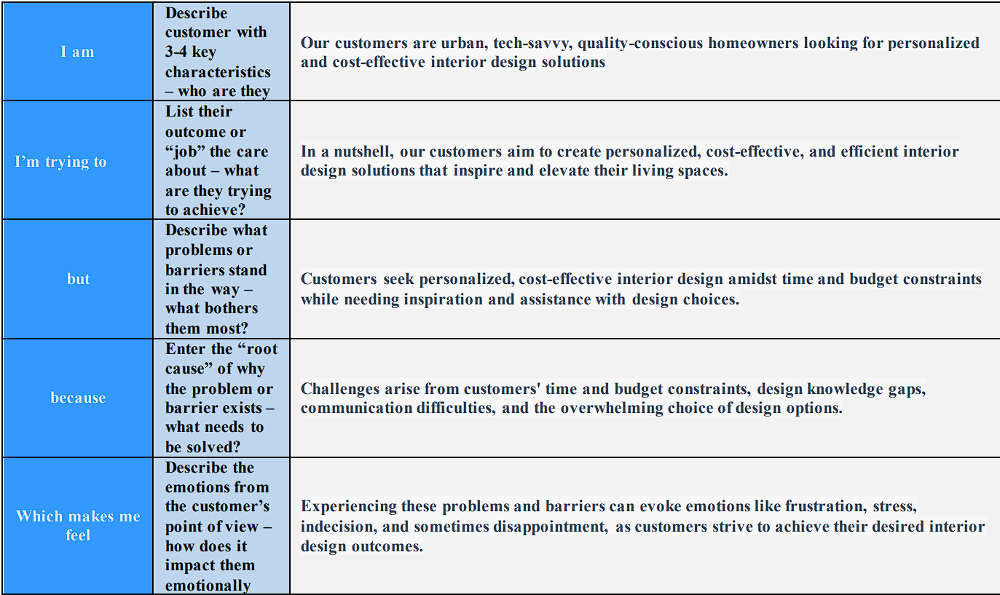 I am
Describe
customer with
3-4 key
characteristics
– who are they
Our customers are urban, tech-savvy, quality-conscious homeowners looking for personalized
and cost-effective interior design solutions
I’m trying to
List their
outcome or
“job” the care
about – what
are they trying
to achieve?
In a nutshell, our customers aim to create personalized, cost-effective, and efficient interior
design solutions that inspire and elevate their living spaces.
but
Describe what
problems or
barriers stand
in the way –
what bothers
them most?
Customers seek personalized, cost-effective interior design amidst time and budget constraints
while needing inspiration and assistance with design choices.
because
Enter the “root
cause” of why
the problem or
barrier exists –
what needs to
be solved?
Challenges arise from customers' time and budget constraints, design knowledge gaps,
communication difficulties, and the overwhelming choice of design options.
Which makes me
feel
Describe the
emotions from
the customer’s
point of view –
how does it
impact them
emotionally
Experiencing these problems and barriers can evoke emotions like frustration, stress,
indecision, and sometimes disappointment, as customers strive to achieve their desired interior
design outcomes.